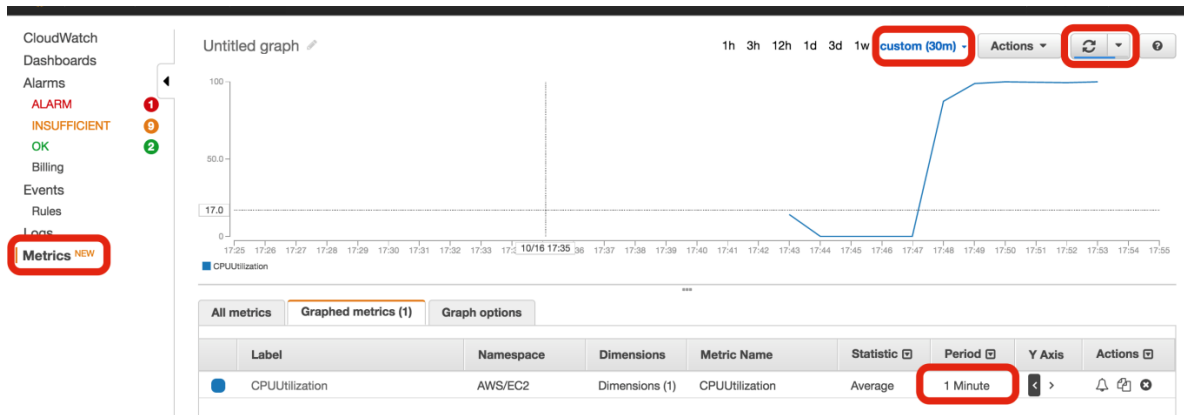 CloudWatch
Dashboards
Alarms
ALARM 1
INSUFFICIENT 9
OK 2
Billing
Events
Rules
Logs
Metrics NEW
Untitled graph
1h 3h 12h 1d 3d 1w custom (30m)
Actions
?
100
50.0
17.0
0
17:25 17:26 17:27 17:28 17:29 17:30 17:31 17:32 17:33 10/16 17:35 36 17:37 17:38 17:39 17:40 17:41 17:42 17:43 17:44 17:45 17:46 17:47 17:48 17:49 17:50 17:51 17:52 17:53 17:54 17:55
CPUUtilization
All metrics Graphed metrics (1) Graph options
Label Namespace Dimensions Metric Name Statistic Period Y Axis Actions
CPUUtilization AWS/EC2 Dimensions (1) CPUUtilization Average 1 Minute < >